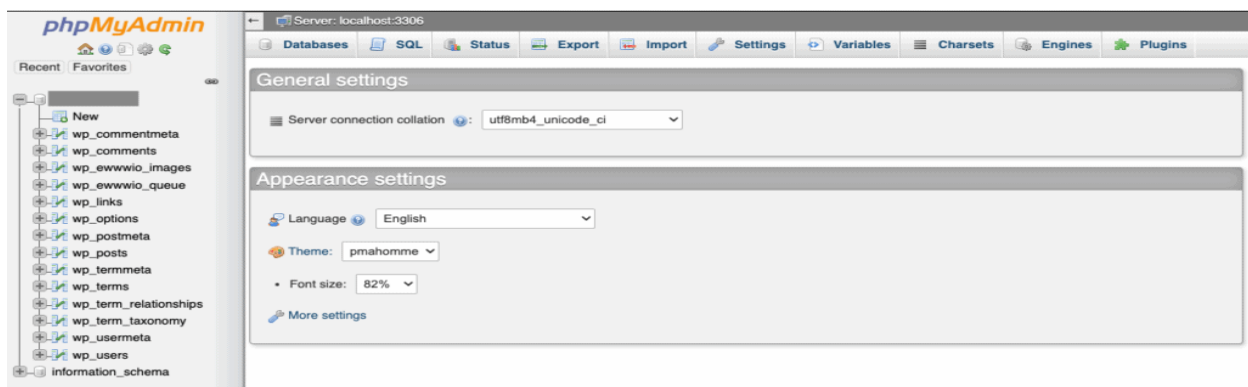 phpMyAdmin
Recent Favorites
New
wp_commentmeta
wp_comments
wp_ewwwio_images
wp_ewwwio_queue
wp_links
wp_options
wp_postmeta
wp_posts
wp_termmeta
wp_terms
wp_term_relationships
wp_term_taxonomy
wp_usermeta
wp_users
information_schema
Server: localhost:3306
Databases SQL Status Export Import Settings Variables Charsets Engines Plugins
General settings
Server connection collation : utf8mb4_unicode_ci
Appearance settings
Language English
Theme: pmahomme
• Font size: 82%
More settings